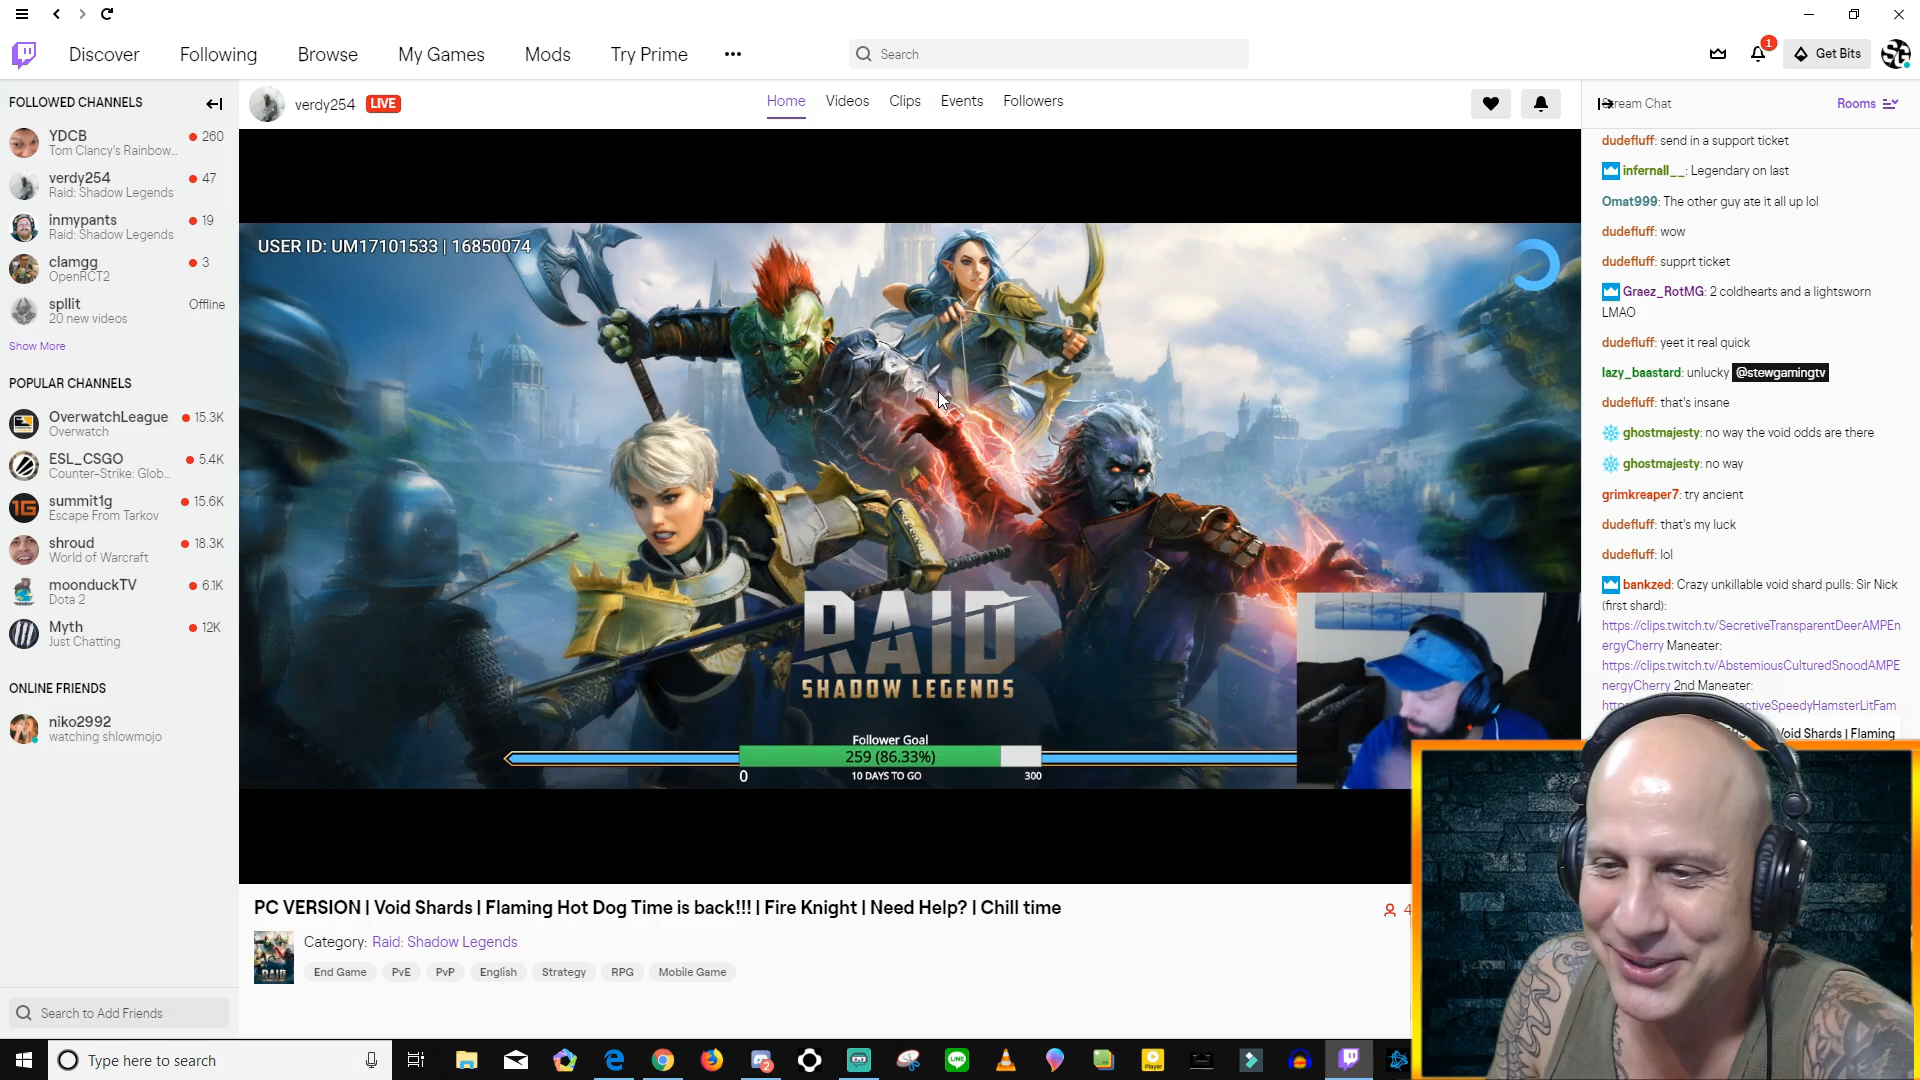 Discover
Following
Browse
My Games
Mods
Try Prime
Search
1
Get Bits
FOLLOWED CHANNELS
YDCB
260
Tom Clancy's Rainbow...
verdy254
47
Raid: Shadow Legends
inmypants
19
Raid: Shadow Legends
clamgg
3
OpenRCT2
spllit
Offline
20 new videos
Show More
POPULAR CHANNELS
OverwatchLeague
15.3K
Overwatch
ESL_CSGO
5.4K
Counter-Strike: Glob...
summit1g
15.6K
Escape From Tarkov
shroud
18.3K
World of Warcraft
moonduckTV
6.1K
Dota 2
Myth
12K
Just Chatting
ONLINE FRIENDS
niko2992
watching shlowmojo
Search to Add Friends
verdy254 LIVE
Home
Videos
Clips
Events
Followers
USER ID: UM17101533 | 16850074
RAID
SHADOW LEGENDS
Follower Goal
259 (86.33%)
0
10 DAYS TO GO
300
PC VERSION | Void Shards | Flaming Hot Dog Time is back!!! | Fire Knight | Need Help? | Chill time
4
Category: Raid: Shadow Legends
End Game
PvE
PvP
English
Strategy
RPG
Mobile Game
Stream Chat
Rooms
dudefluff: send in a support ticket
infernall__: Legendary on last
Omat999: The other guy ate it all up lol
dudefluff: wow
dudefluff: supprt ticket
Graez_RotMG: 2 coldhearts and a lightsworn
LMAO
dudefluff: yeet it real quick
lazy_baastard: unlucky @stewgamingtv
dudefluff: that's insane
ghostmajesty: no way the void odds are there
ghostmajesty: no way
grimkreaper7: try ancient
dudefluff: that's my luck
dudefluff: lol
bankzed: Crazy unkillable void shard pulls: Sir Nick
(first shard):
https://clips.twitch.tv/SecretiveTransparentDeerAMPEn
ergyCherry Maneater:
https://clips.twitch.tv/AbstemiousCulturedSnoodAMPE
nergyCherry 2nd Maneater:
ctiveSpeedyHamsterLitFam
Void Shards | Flaming
Type here to search
2
Player